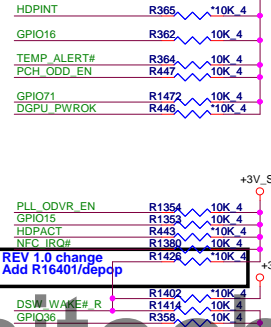 HDPINT R365 *10K_4
GPIO16 R362 10K_4
TEMP_ALERT# R364 10K_4
PCH_ODD_EN R447 10K_4
GPIO71 R1472 10K_4
DGPU_PWROK R446 *10K_4
+3V_S
PLL_ODVR_EN R1354 10K_4
GPIO15 R1353 10K_4
HDPACT R443 *10K_4
NFC_IRQ# R1380 10K_4
R1426 *10K_4
REV 1.0 change
Add R16401/depop
+3
R1402 *10K_4
DSW_WAKE#_R R1414 10K_4
GPIO36 R358 10K_4